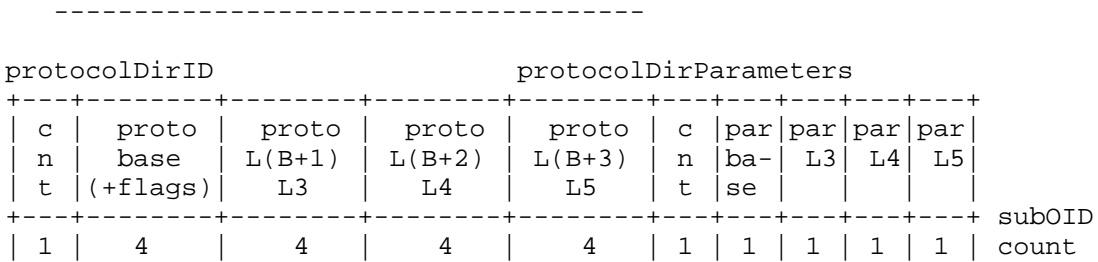 -------------------------------------
protocolDirID                   protocolDirParameters
+---+--------+--------+--------+--------+---+---+---+---+---+
| c |  proto |  proto |  proto |  proto | c |par|par|par|par|
| n |  base  | L(B+1) | L(B+2) | L(B+3) | n |ba-| L3| L4| L5|
| t |(+flags)|   L3   |   L4   |   L5   | t |se |   |   |   |
+---+--------+--------+--------+--------+---+---+---+---+---+ subOID
| 1 |   4    |   4    |   4    |   4    | 1 | 1 | 1 | 1 | 1 | count